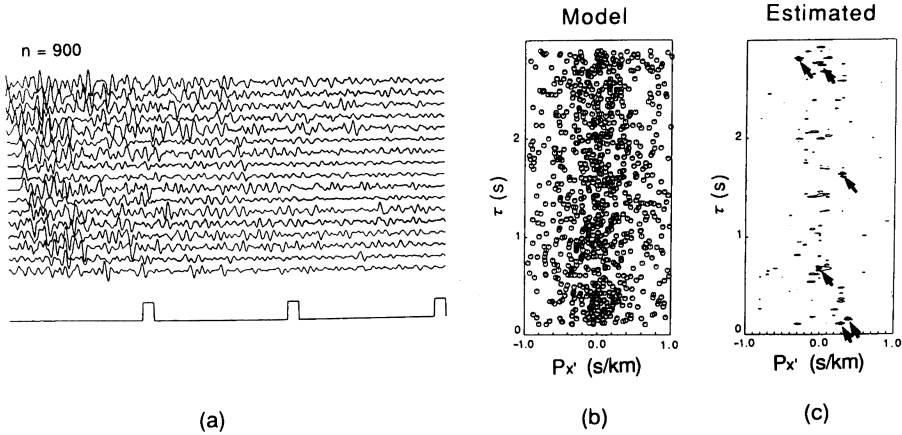 n = 900
(a)
Model
τ (s)
2
1
0
-1.0 0.0 1.0
Px' (s/km)
(b)
Estimated
τ (s)
2
1
0
-1.0 0.0 1.0
Px' (s/km)
(c)